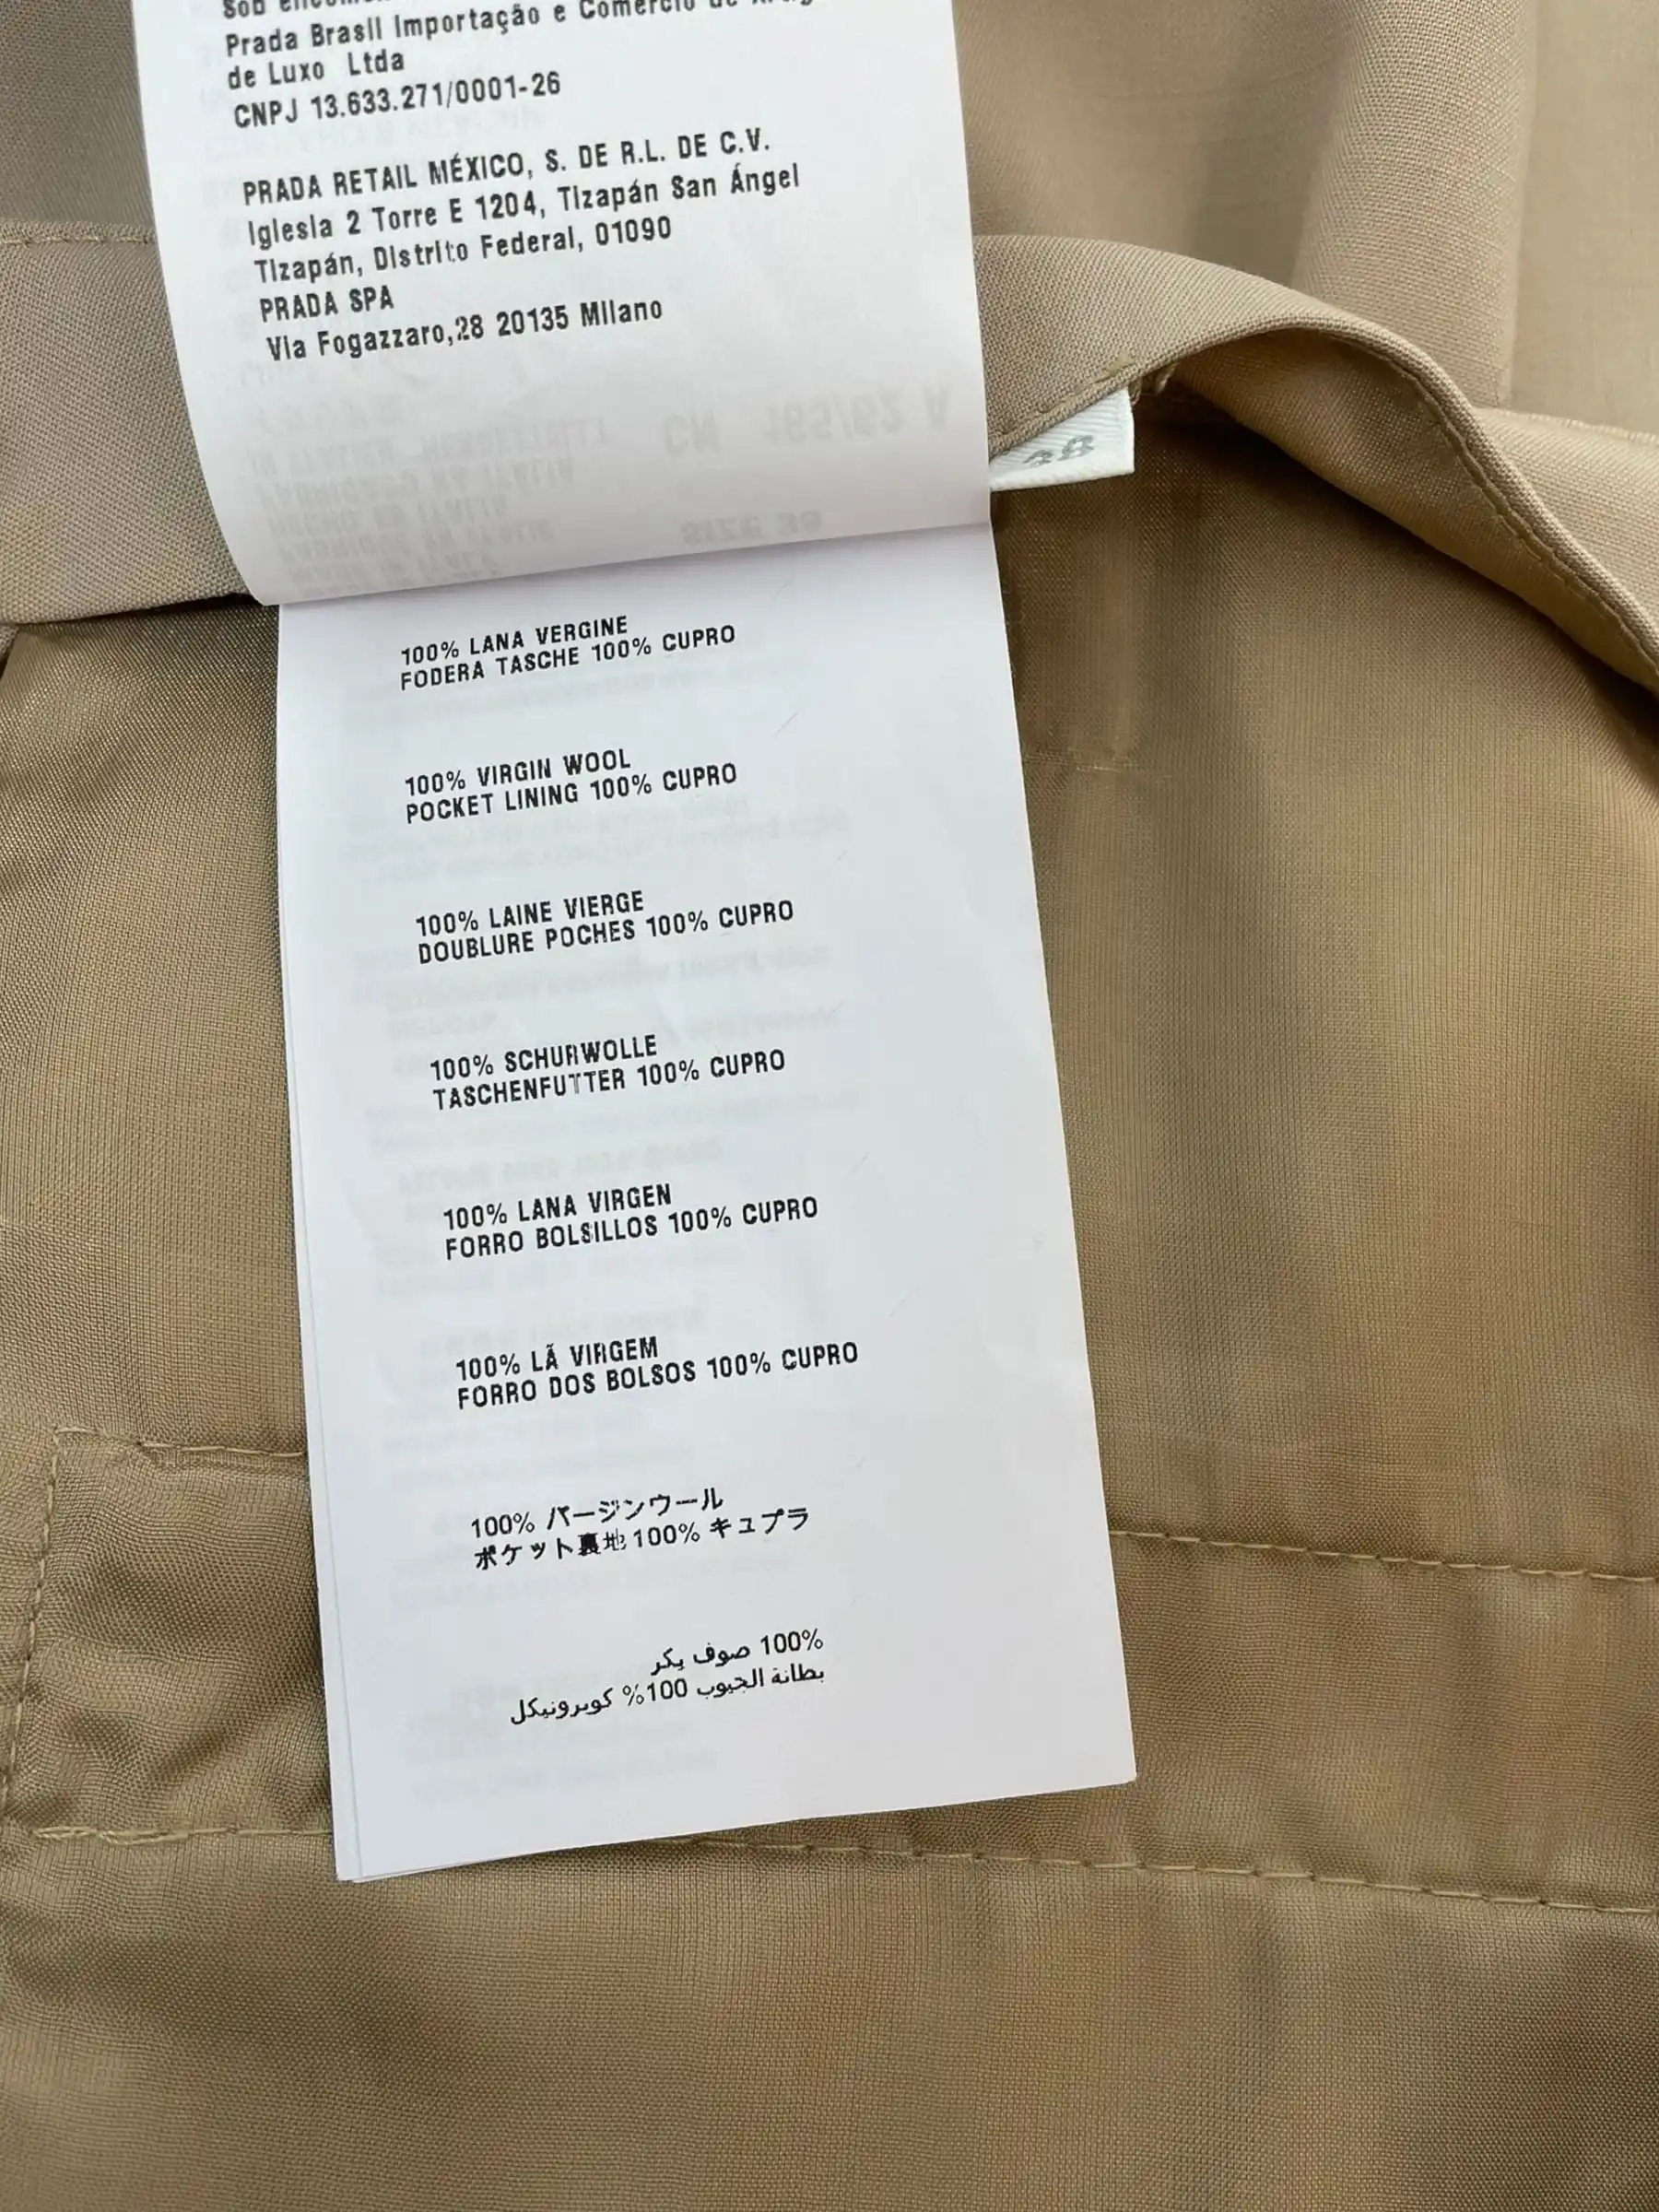 Prada Brasil Importação e Comércio de
de Luxo Ltda
CNPJ 13.633.271/0001-26
PRADA RETAIL MÉXICO, S. DE R.L. DE C.V.
Iglesia 2 Torre E 1204, Tizapán San Ángel
Tizapán, Distrito Federal, 01090
PRADA SPA
Via Fogazzaro,28 20135 Milano
38
100% LANA VERGINE
FODERA TASCHE 100% CUPRO
100% VIRGIN WOOL
POCKET LINING 100% CUPRO
100% LAINE VIERGE
DOUBLURE POCHES 100% CUPRO
100% SCHURWOLLE
TASCHENFUTTER 100% CUPRO
100% LANA VIRGEN
FORRO BOLSILLOS 100% CUPRO
100% LÃ VIRGEM
FORRO DOS BOLSOS 100% CUPRO
100% バージンウール
ポケット裏地 100% キュプラ
100% صوف بكر
بطانة الجيوب 100% كوبرونيكل